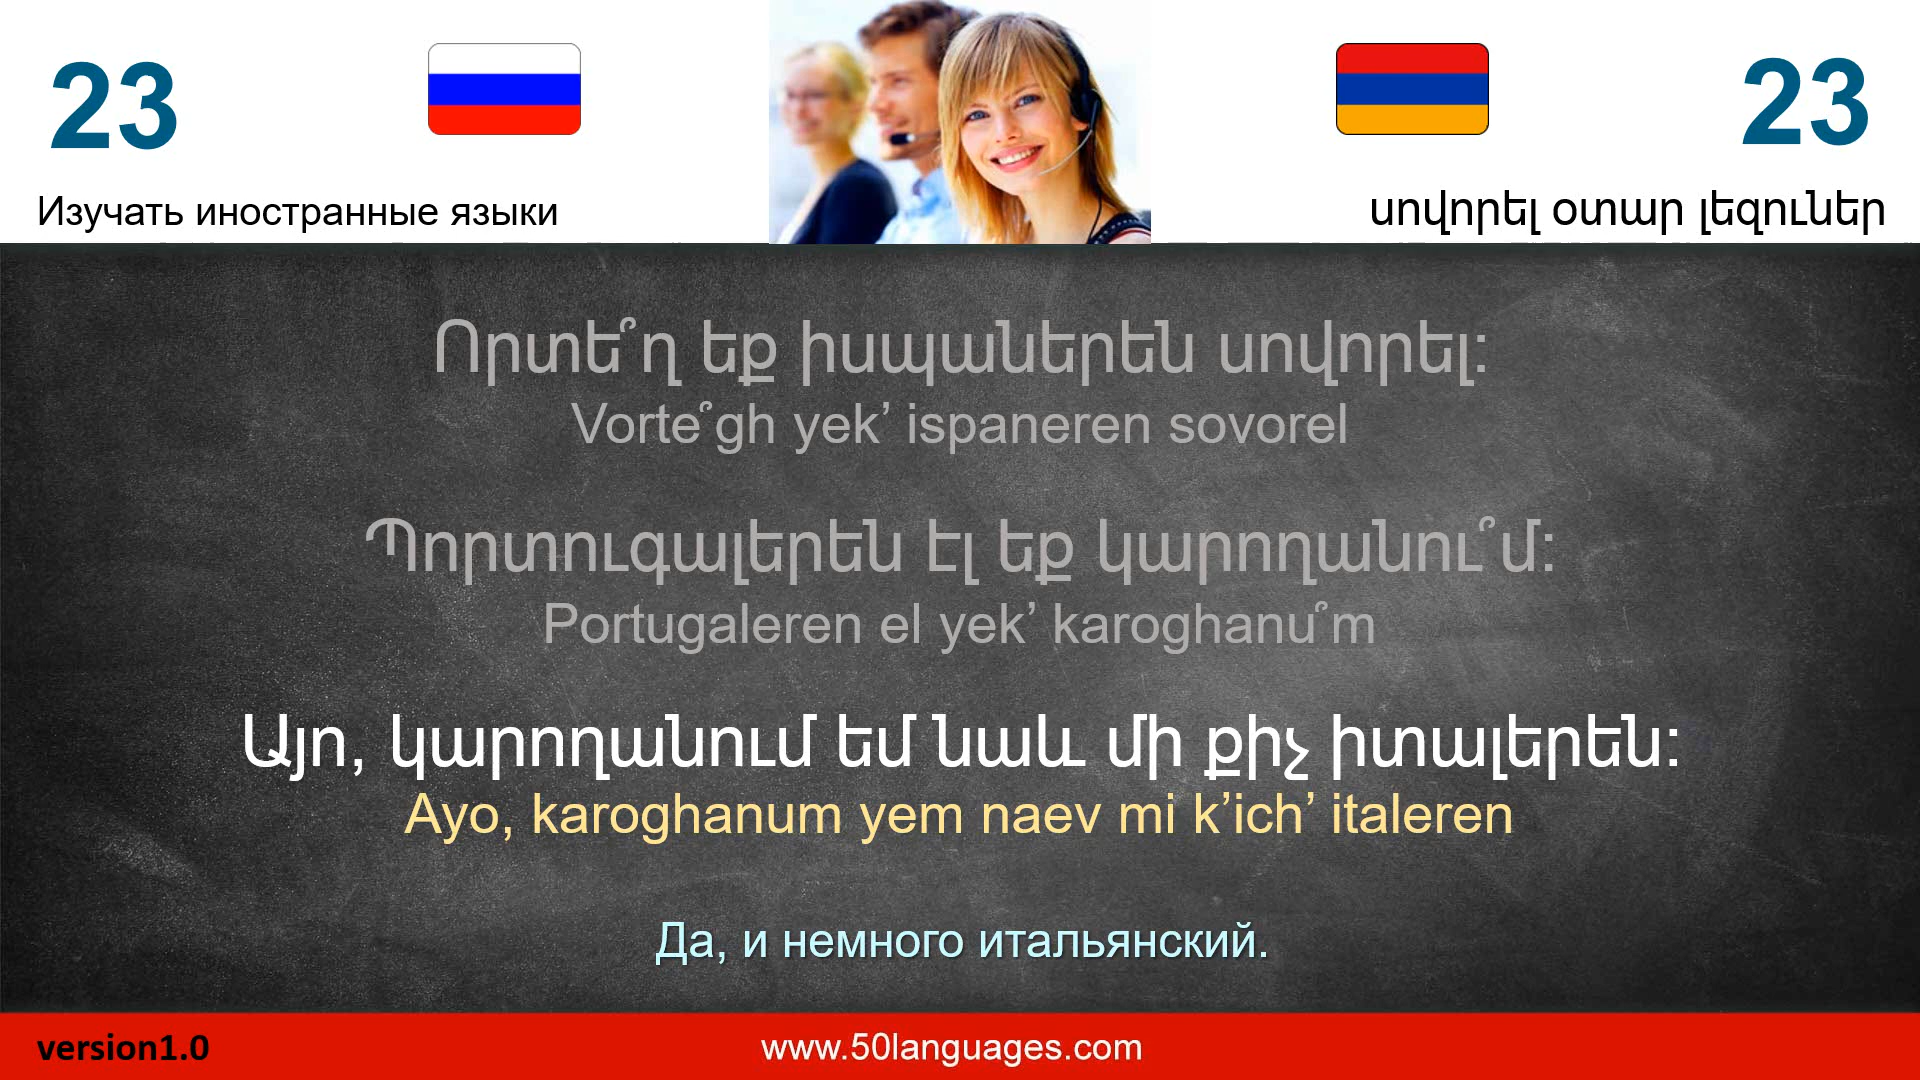 23
23
Изучать иностранные языки
սովորել օտար լեզուներ
Որտե՞ղ եք իսպաներեն սովորել:
Vorte՞gh yek’ ispaneren sovorel
Պորտուգալերեն էլ եք կարողանու՞մ:
Portugaleren el yek’ karoghanu՞m
Այո, կարողանում եմ նաև մի քիչ իտալերեն:
Ayo, karoghanum yem naev mi k’ich’ italeren
Да, и немного итальянский.
version1.0
www.50languages.com